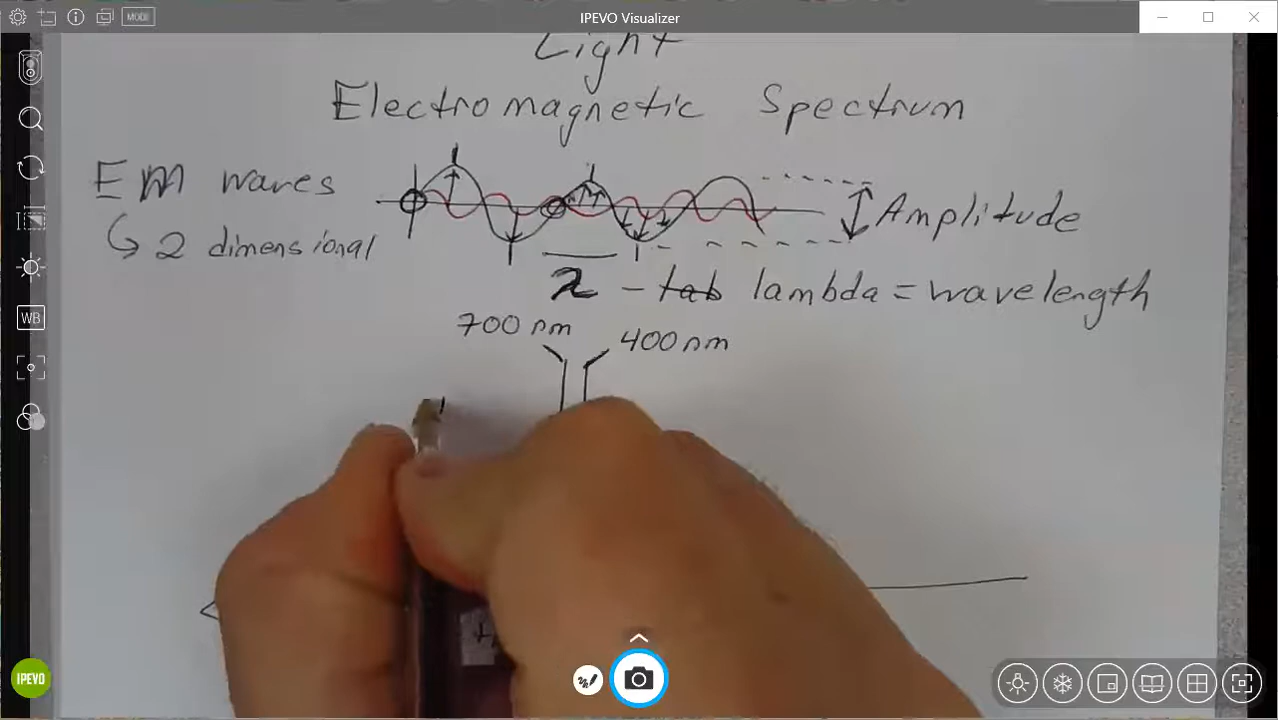 IPEVO Visualizer
MODE
Light
Electromagnetic Spectrum
EM waves
Amplitude
2 dimensional
WB
λ - tab lambda = wavelength
700 nm
400 nm
IPEVO